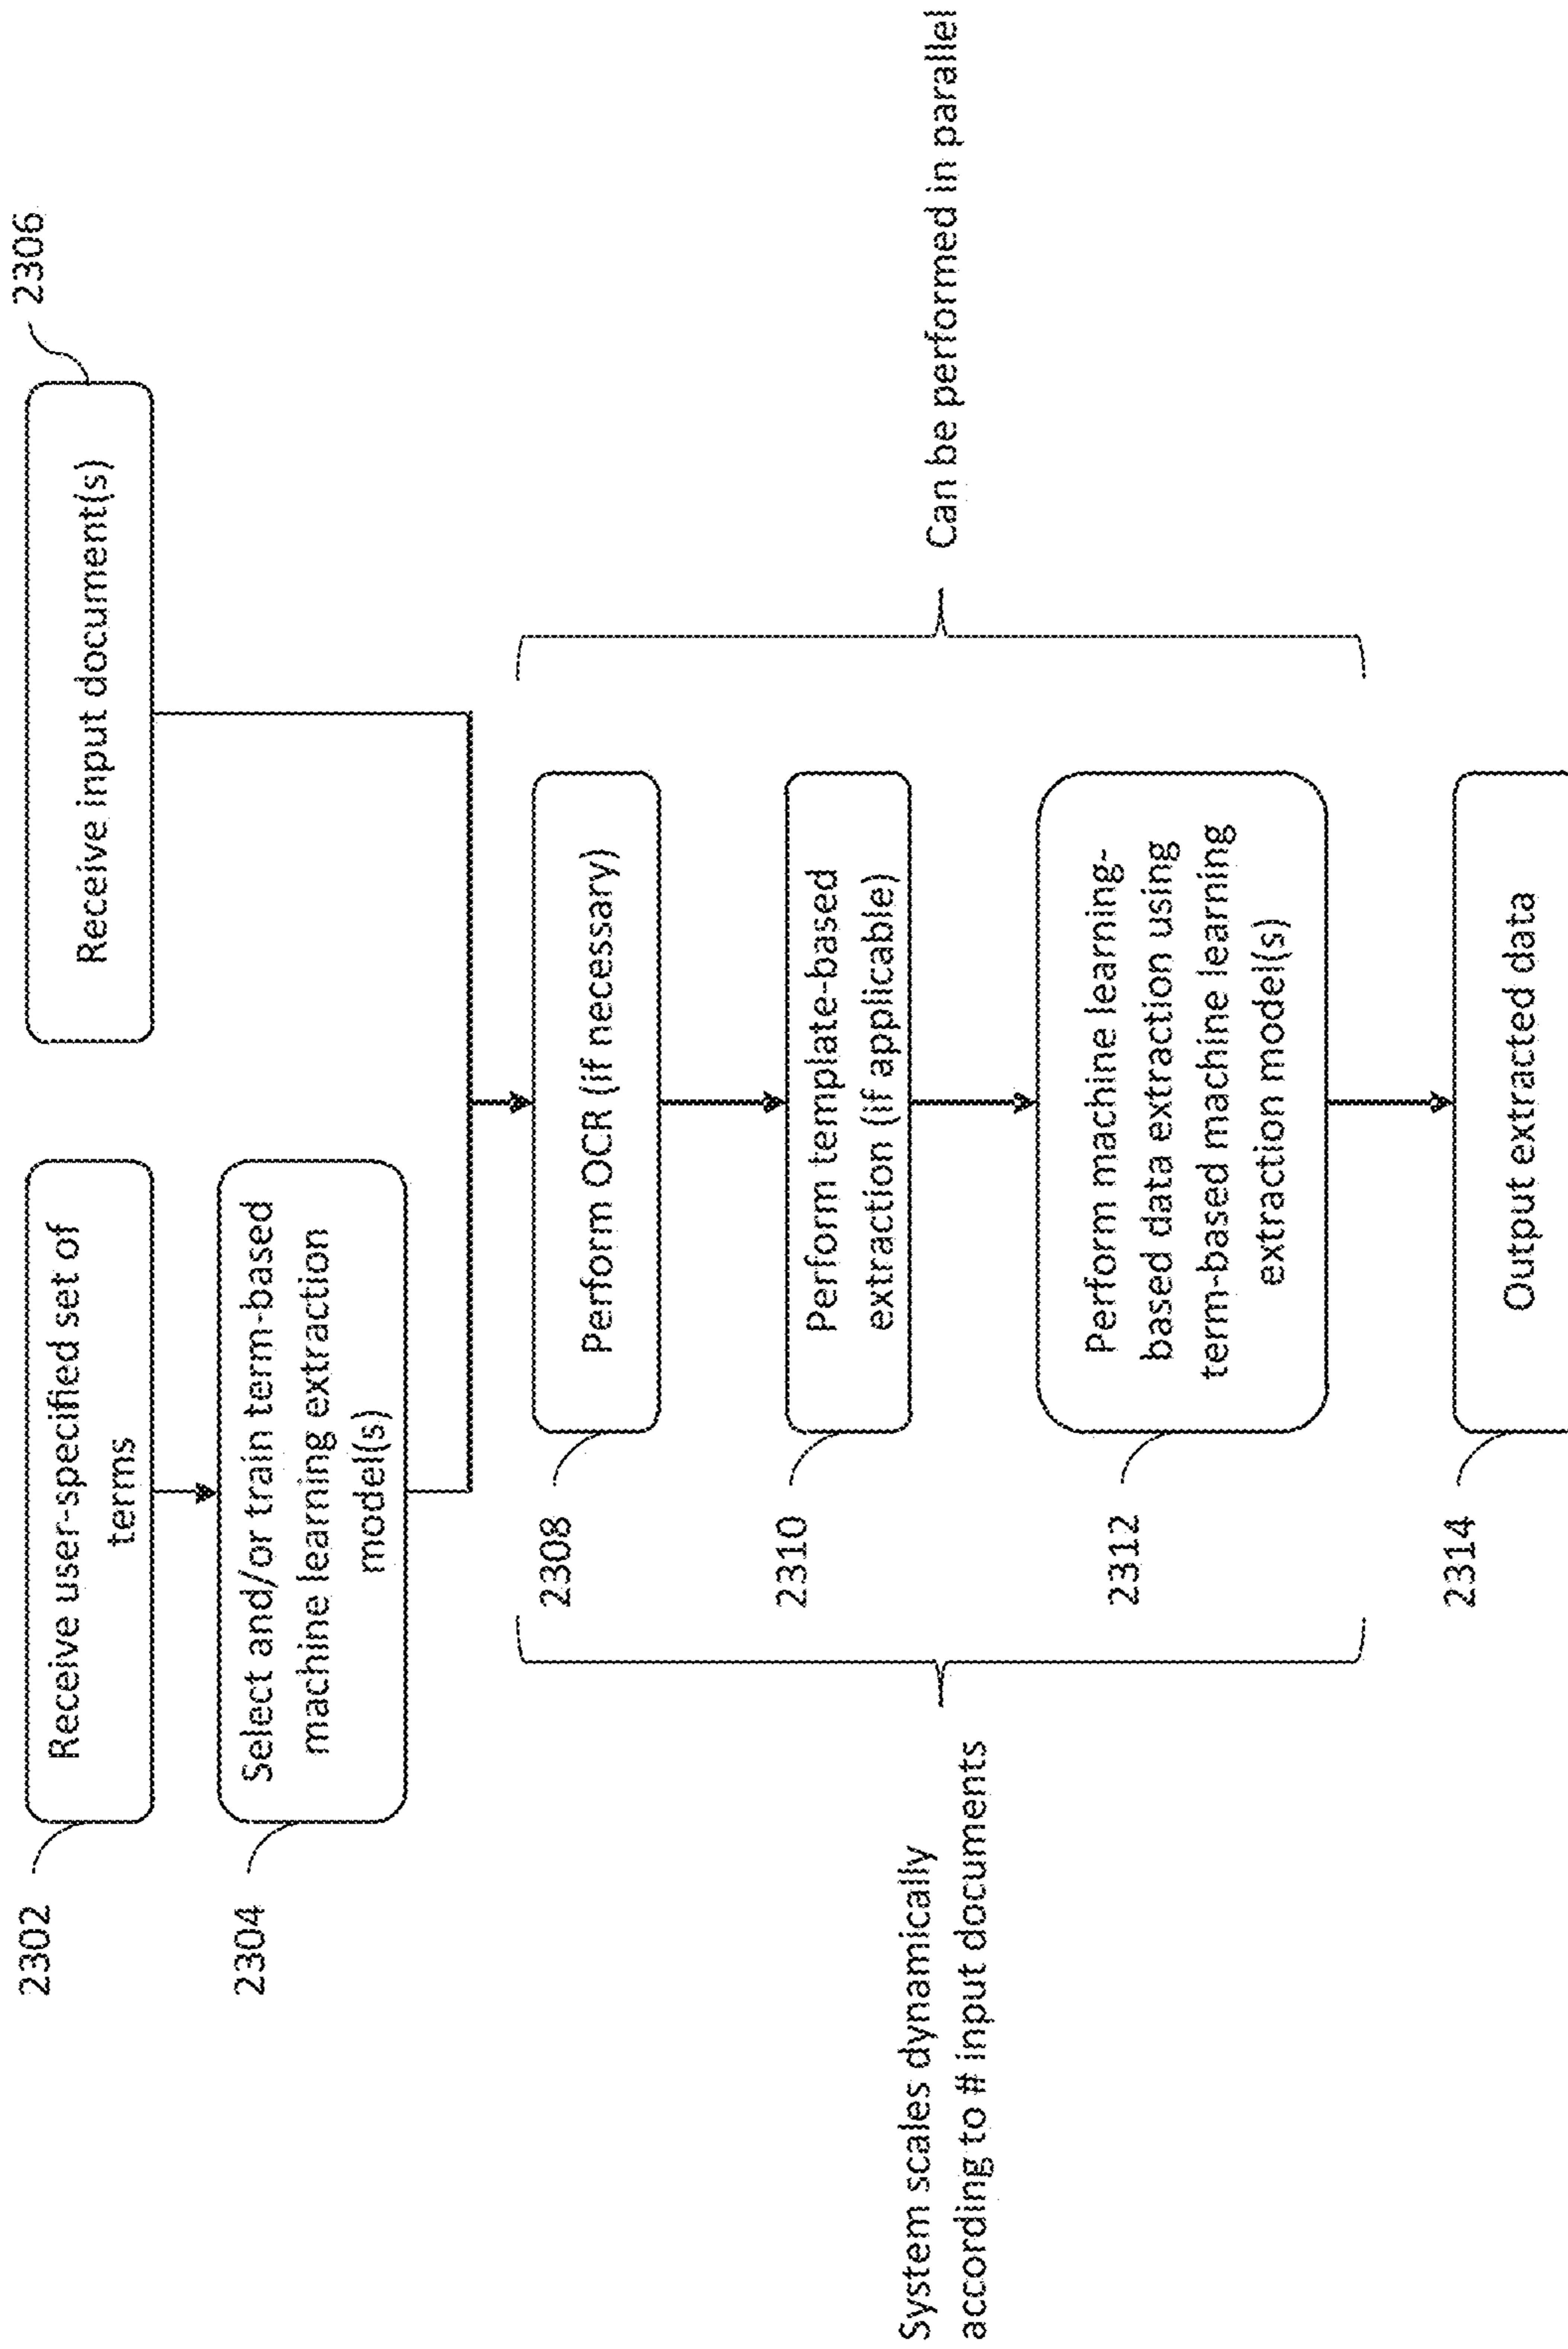 2302
Receive user-specified set of
terms
2304
Select and/or train term-based
machine learning extraction
model(s)
Receive input document(s)
2306
2308
Perform OCR (if necessary)
2310
Perform template-based
extraction (if applicable)
2312
Perform machine learning-
based data extraction using
term-based machine learning
extraction model(s)
System scales dynamically
according to # input documents
Can be performed in parallel
2314
Output extracted data